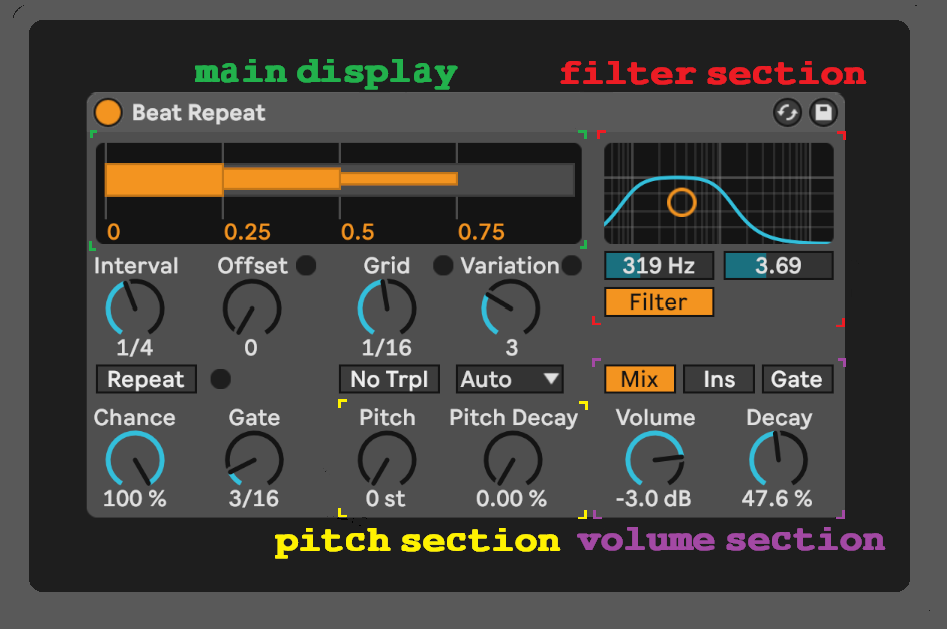 main display filter section
Beat Repeat
0 0.25 0.5 0.75
Interval Offset Grid Variation
319 Hz 3.69
Filter
1/4 0 1/16 3
Repeat No Trpl Auto Mix Ins Gate
Chance Gate Pitch Pitch Decay Volume Decay
100 % 3/16 0 st 0.00 % -3.0 dB 47.6 %
pitch section volume section